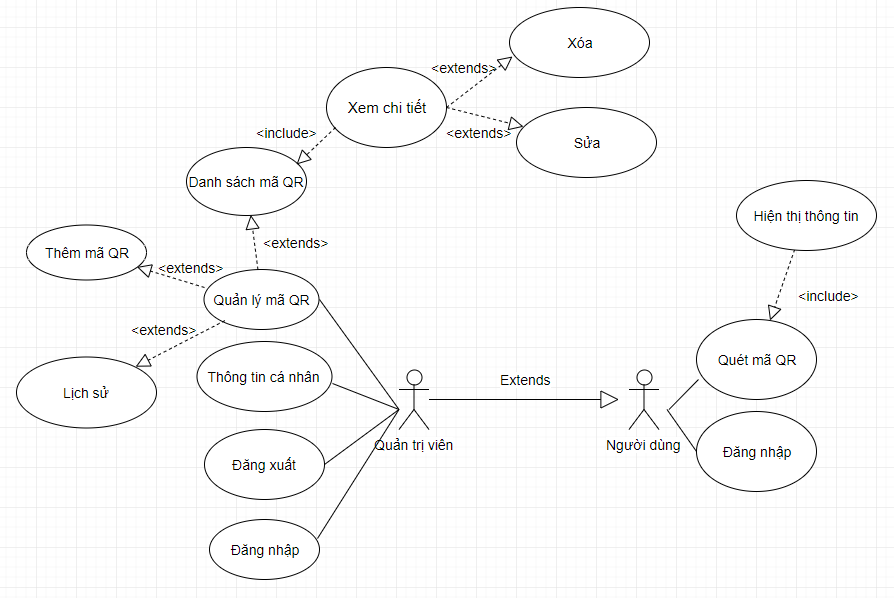 Xóa
<extends>
Xem chi tiết
<include>
<extends>
Sửa
Danh sách mã QR
Hiện thị thông tin
<extends>
Thêm mã QR
<extends>
Quản lý mã QR
<include>
<extends>
Quét mã QR
Thông tin cá nhân
Extends
Lịch sử
Quản trị viên
Người dùng
Đăng nhập
Đăng xuất
Đăng nhập